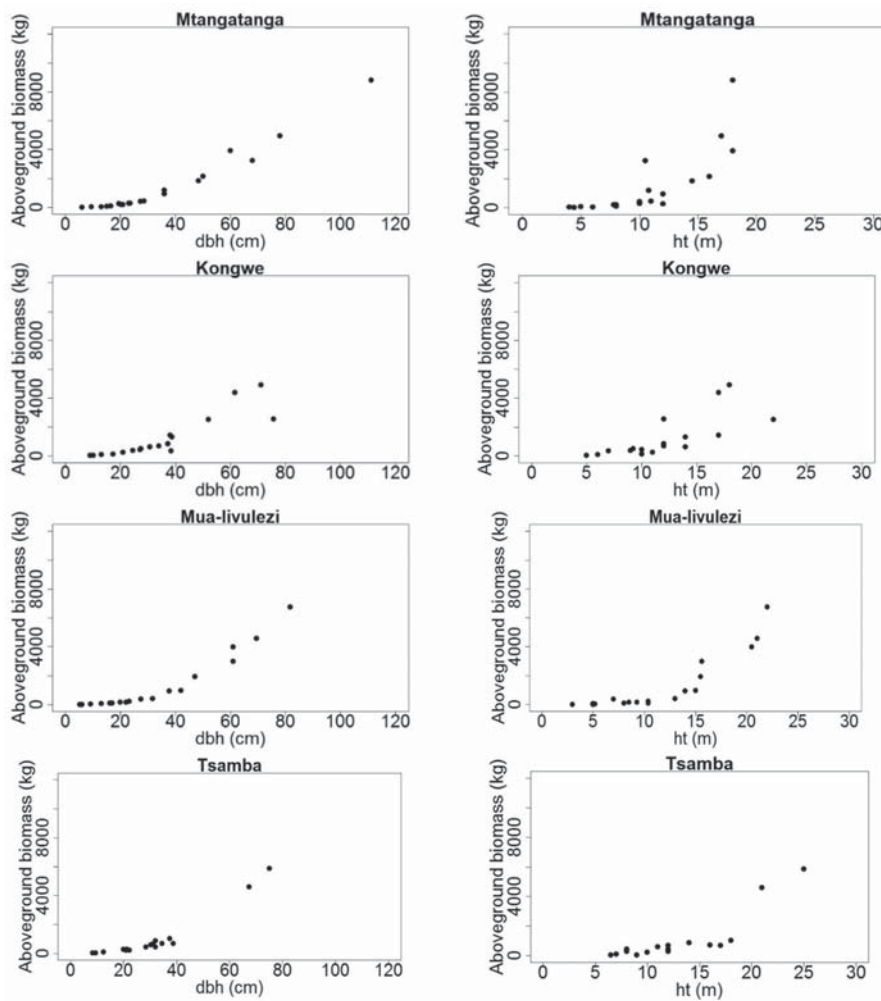 Mtangatanga
Aboveground biomass (kg)
0 4000 8000
0 20 40 60 80 100 120
dbh (cm)
Mtangatanga
Aboveground biomass (kg)
0 4000 8000
0 5 10 15 20 25 30
ht (m)
Kongwe
Aboveground biomass (kg)
0 4000 8000
0 20 40 60 80 100 120
dbh (cm)
Kongwe
Aboveground biomass (kg)
0 4000 8000
0 5 10 15 20 25 30
ht (m)
Mua-livulezi
Aboveground biomass (kg)
0 4000 8000
0 20 40 60 80 100 120
dbh (cm)
Mua-livulezi
Aboveground biomass (kg)
0 4000 8000
0 5 10 15 20 25 30
ht (m)
Tsamba
Aboveground biomass (kg)
0 4000 8000
0 20 40 60 80 100 120
dbh (cm)
Tsamba
Aboveground biomass (kg)
0 4000 8000
0 5 10 15 20 25 30
ht (m)